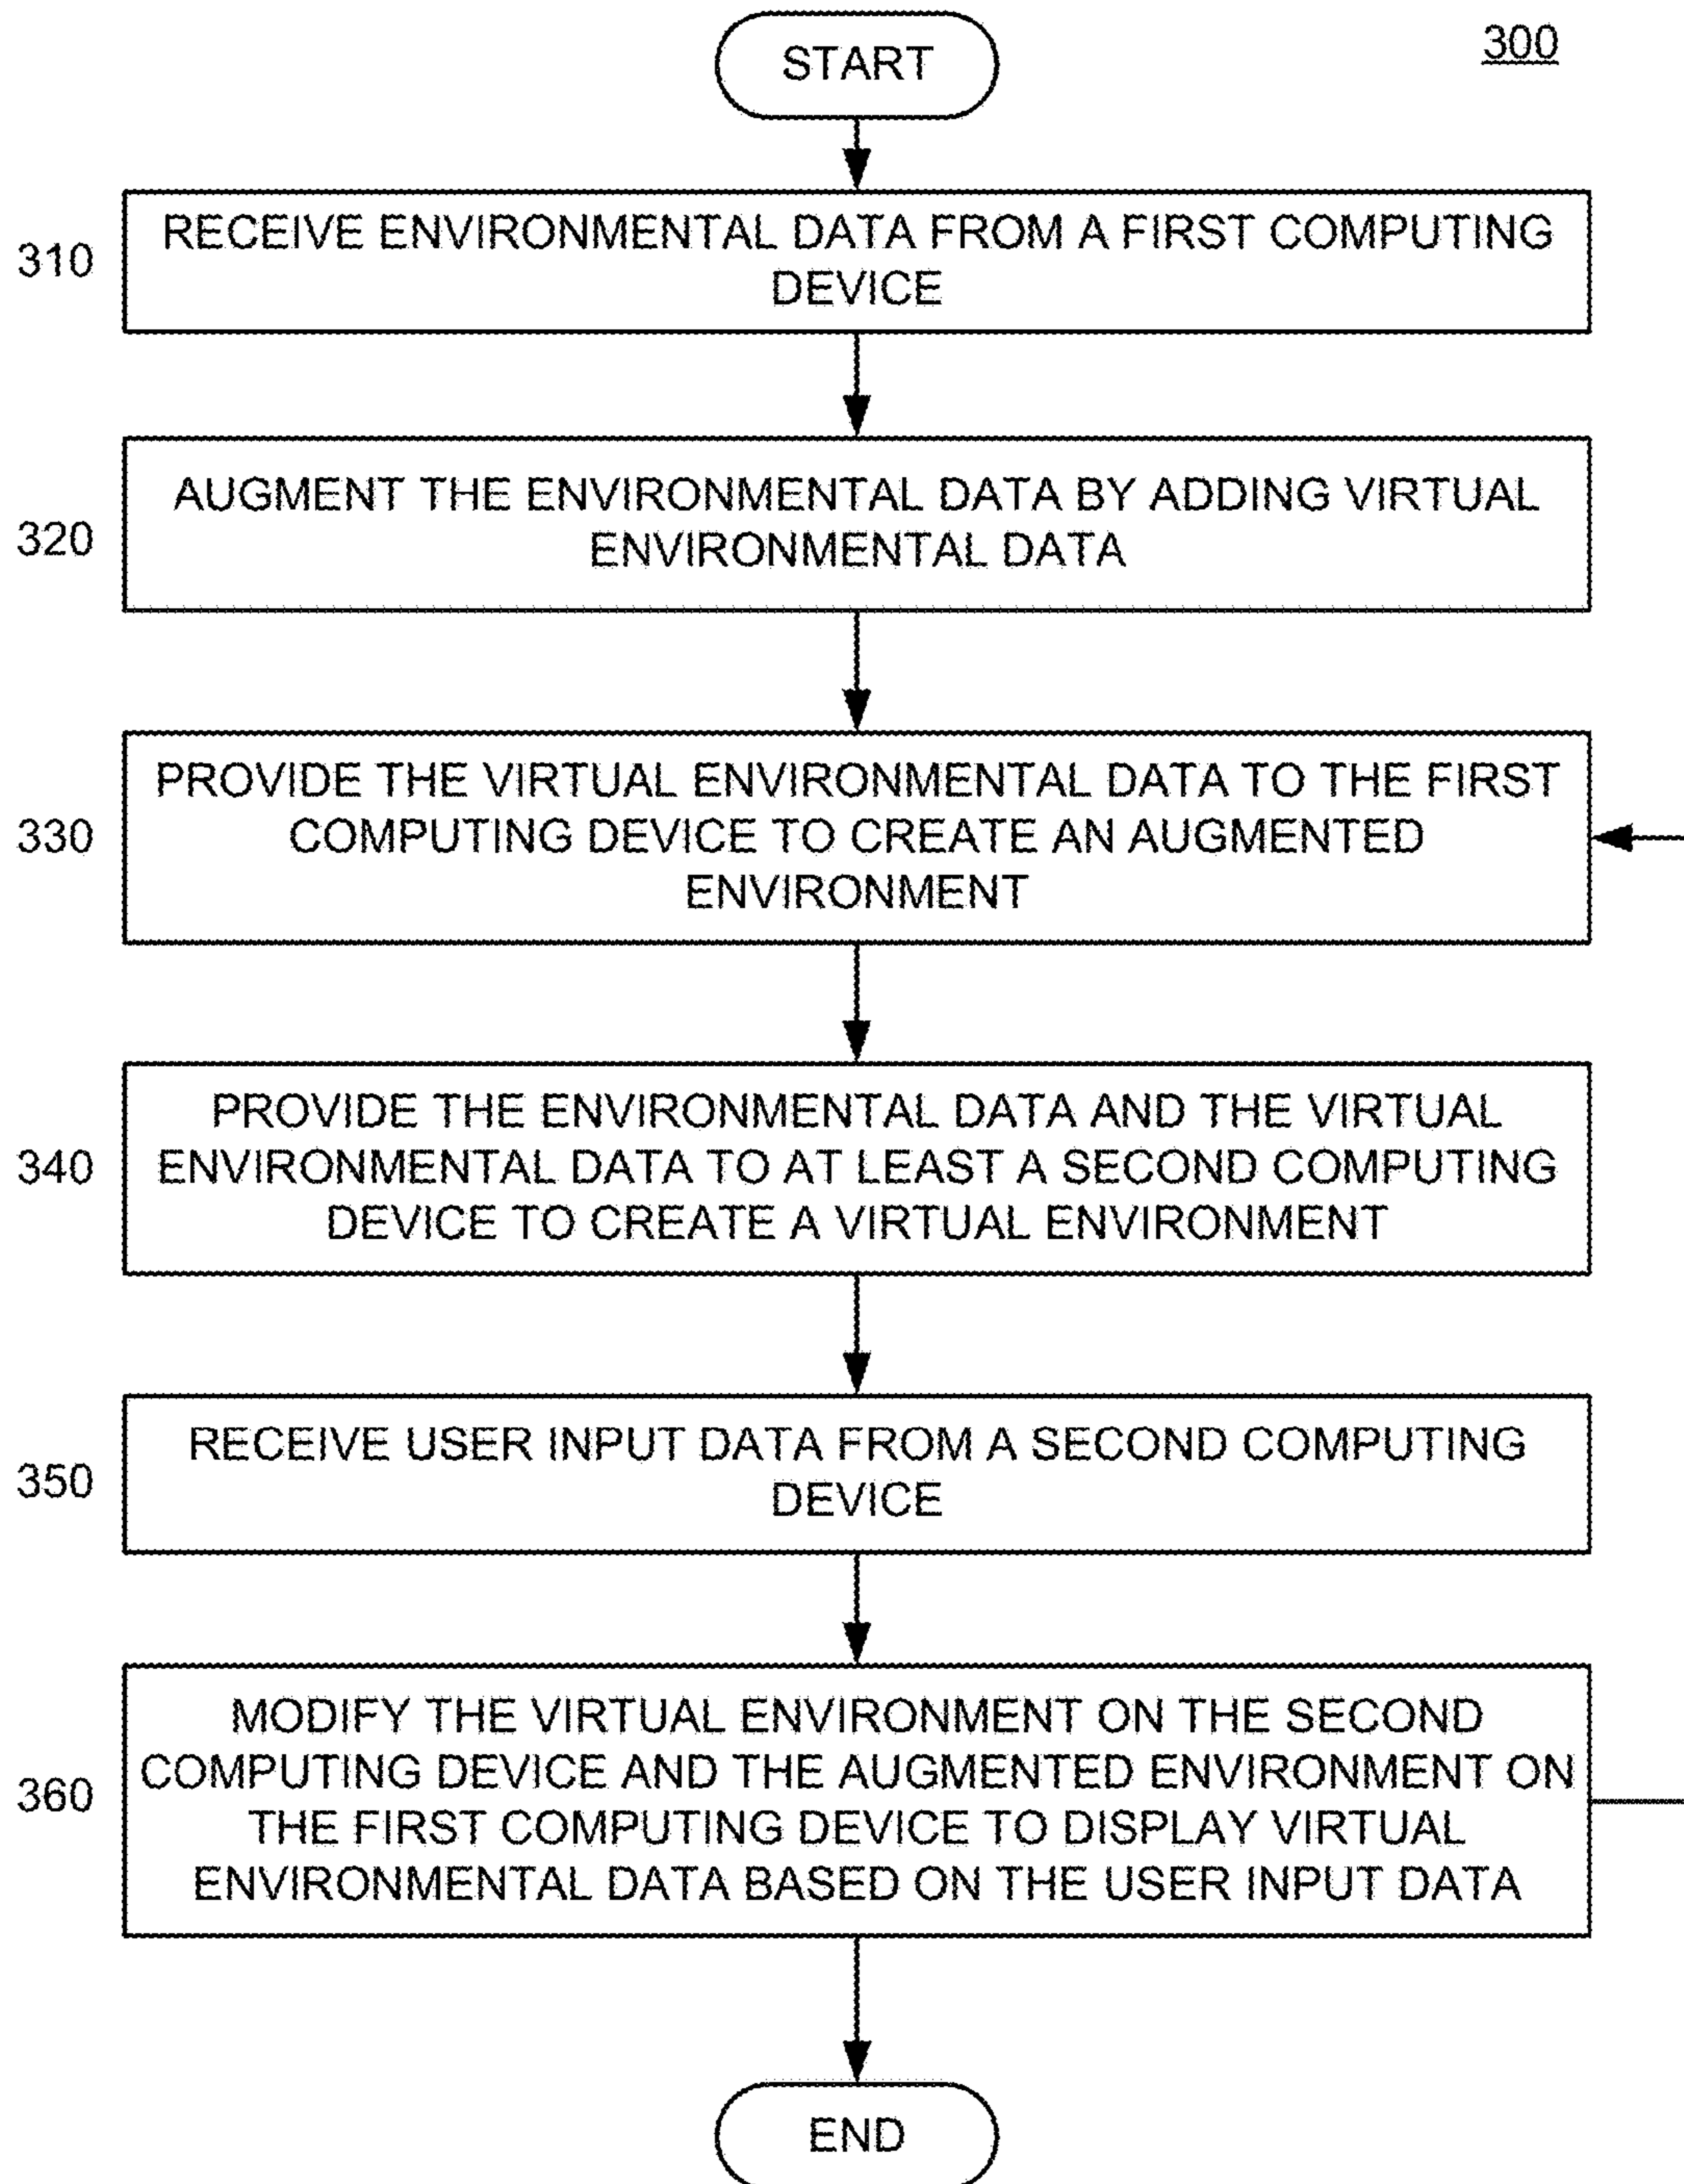 START
300
310
RECEIVE ENVIRONMENTAL DATA FROM A FIRST COMPUTING
DEVICE
320
AUGMENT THE ENVIRONMENTAL DATA BY ADDING VIRTUAL
ENVIRONMENTAL DATA
330
PROVIDE THE VIRTUAL ENVIRONMENTAL DATA TO THE FIRST
COMPUTING DEVICE TO CREATE AN AUGMENTED
ENVIRONMENT
340
PROVIDE THE ENVIRONMENTAL DATA AND THE VIRTUAL
ENVIRONMENTAL DATA TO AT LEAST A SECOND COMPUTING
DEVICE TO CREATE A VIRTUAL ENVIRONMENT
350
RECEIVE USER INPUT DATA FROM A SECOND COMPUTING
DEVICE
360
MODIFY THE VIRTUAL ENVIRONMENT ON THE SECOND
COMPUTING DEVICE AND THE AUGMENTED ENVIRONMENT ON
THE FIRST COMPUTING DEVICE TO DISPLAY VIRTUAL
ENVIRONMENTAL DATA BASED ON THE USER INPUT DATA
END